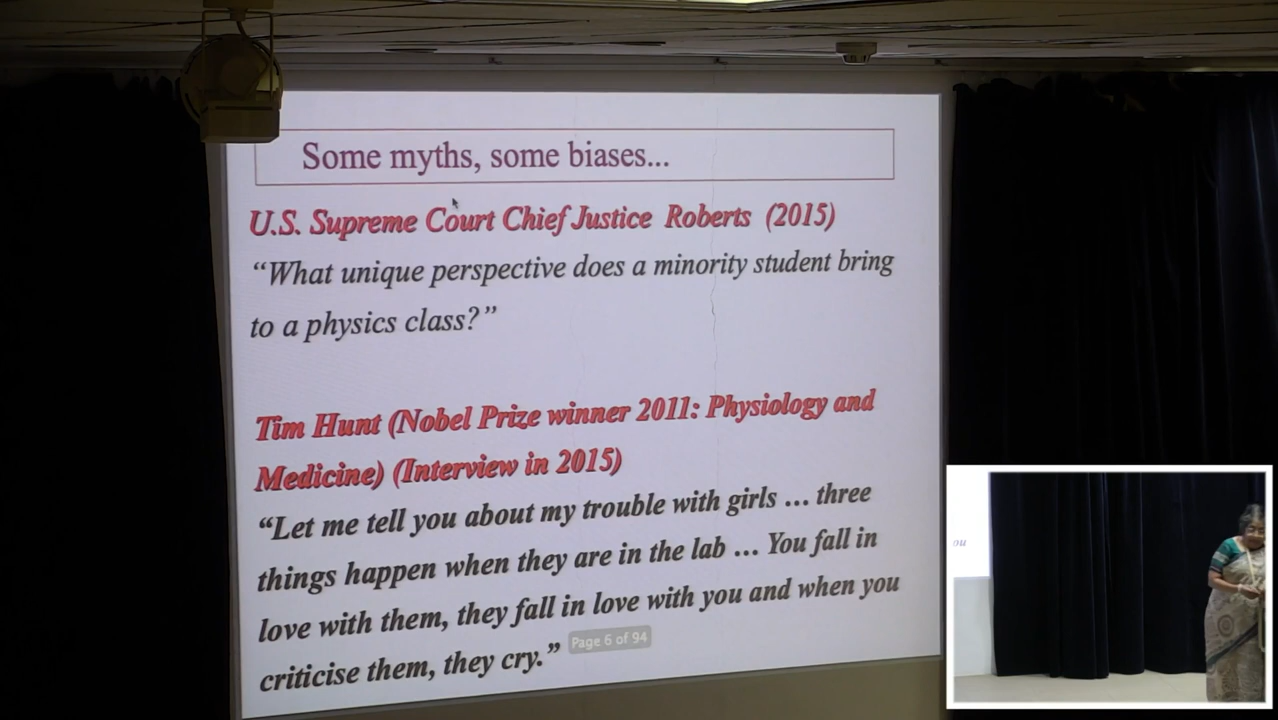 Some myths, some biases...
U.S. Supreme Court Chief Justice Roberts (2015)
“What unique perspective does a minority student bring
to a physics class?”
Tim Hunt (Nobel Prize winner 2011: Physiology and
Medicine) (Interview in 2015)
“Let me tell you about my trouble with girls ... three
things happen when they are in the lab ... You fall in
love with them, they fall in love with you and when you
criticise them, they cry.”
Page 6 of 94
ou